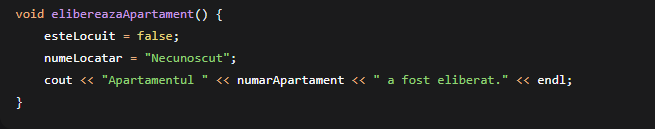 void elibereazaApartament() {
    esteLocuit = false;
    numeLocatar = "Necunoscut";
    cout << "Apartamentul " << numarApartament << " a fost eliberat." << endl;
}